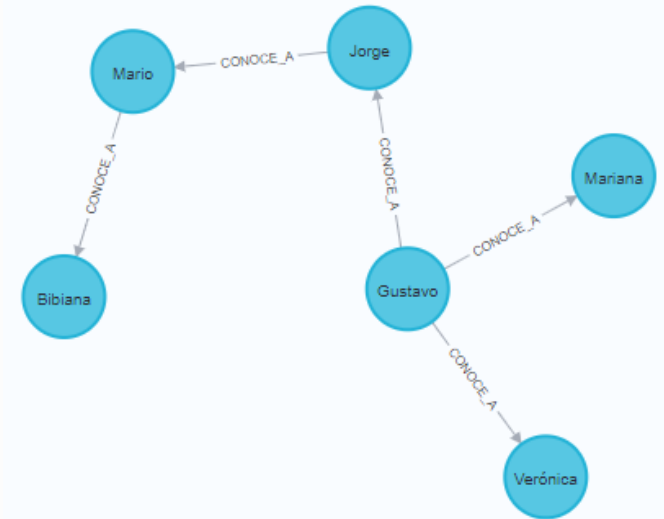 Jorge
CONOCE_A
Mario
CONOCE_A
CONOCE_A
Mariana
CONOCE_A
Gustavo
Bibiana
CONOCE_A
Verónica